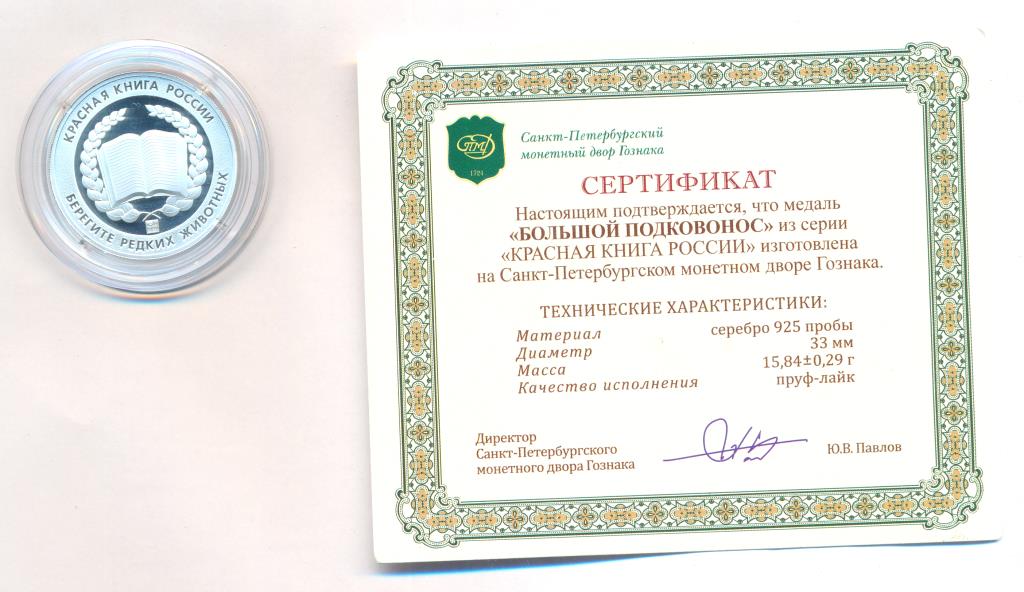 КРАСНАЯ КНИГА РОССИИ
БЕРЕГИТЕ РЕДКИХ ЖИВОТНЫХ
СПМД
1724
Санкт-Петербургский
монетный двор Гознака
СЕРТИФИКАТ
Настоящим подтверждается, что медаль
«БОЛЬШОЙ ПОДКОВОНОС» из серии
«КРАСНАЯ КНИГА РОССИИ» изготовлена
на Санкт-Петербургском монетном дворе Гознака.
ТЕХНИЧЕСКИЕ ХАРАКТЕРИСТИКИ:
Материал серебро 925 пробы
Диаметр 33 мм
Масса 15,84±0,29 г
Качество исполнения пруф-лайк
Директор
Санкт-Петербургского
монетного двора Гознака
Ю.В. Павлов